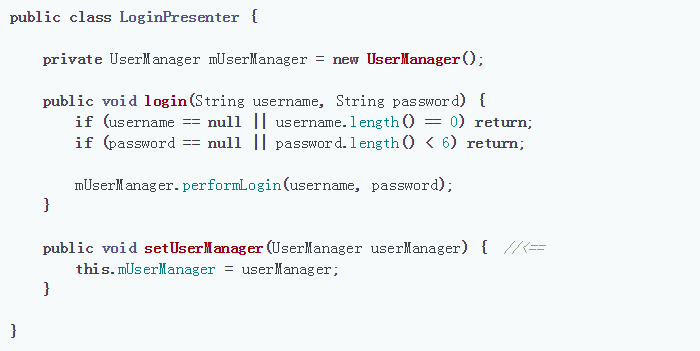 public class LoginPresenter {
private UserManager mUserManager = new UserManager();
public void login(String username, String password) {
if (username == null || username.length() == 0) return;
if (password == null || password.length() < 6) return;
mUserManager.performLogin(username, password);
}
public void setUserManager(UserManager userManager) {  //<==
this.mUserManager = userManager;
}
}